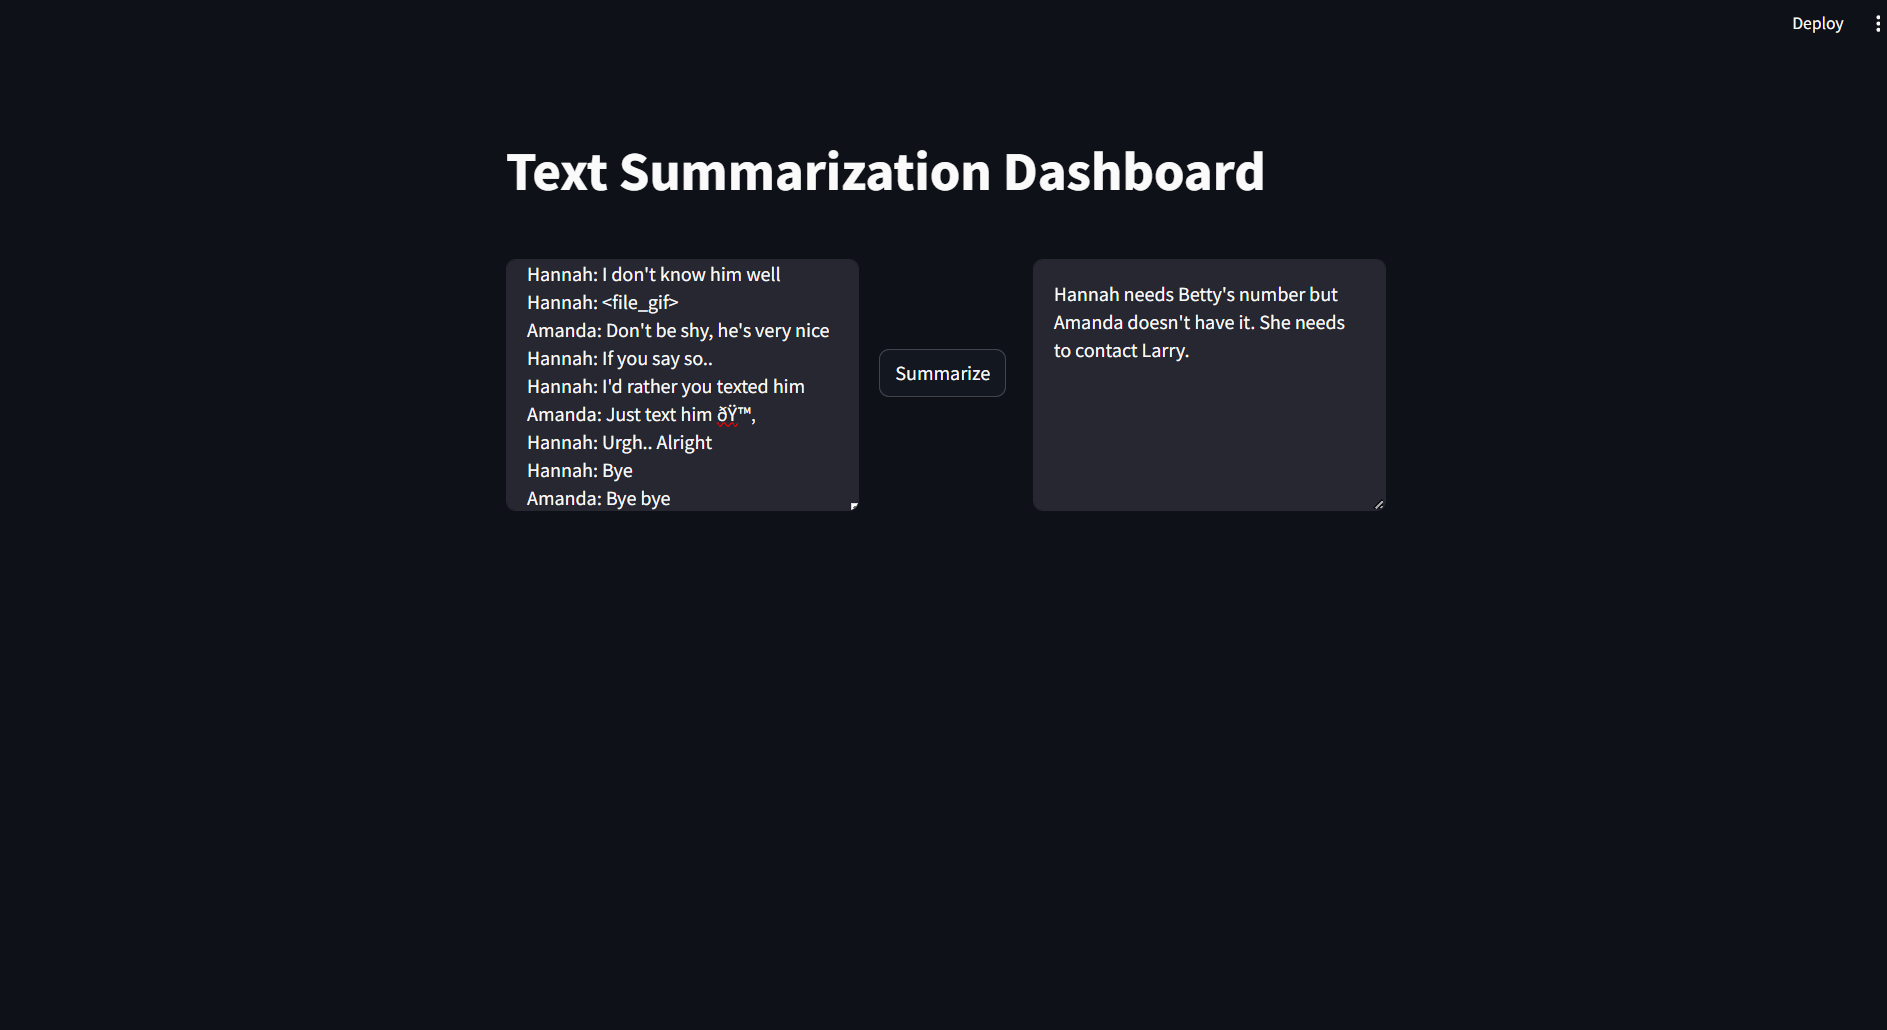 Deploy
Text Summarization Dashboard
Hannah: I don't know him well
Hannah: <file_gif>
Amanda: Don't be shy, he's very nice
Hannah: If you say so..
Hannah: I'd rather you texted him
Amanda: Just text him ðŸ™‚
Hannah: Urgh.. Alright
Hannah: Bye
Amanda: Bye bye
Summarize
Hannah needs Betty's number but
Amanda doesn't have it. She needs
to contact Larry.